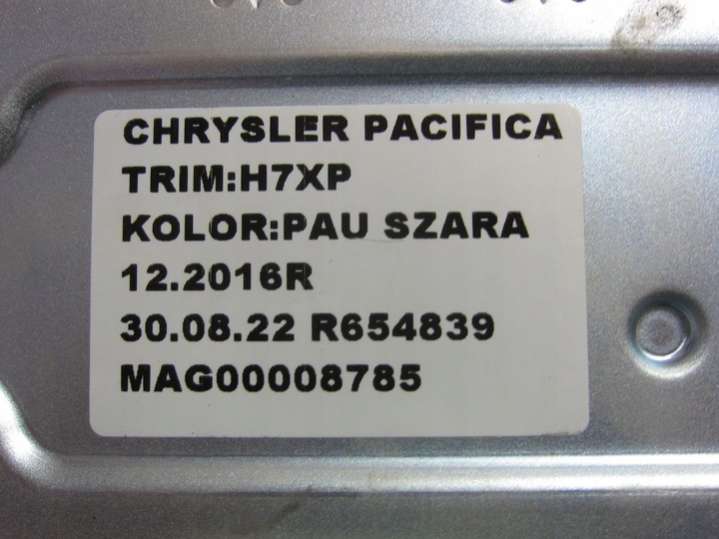 CHRYSLER PACIFICA
TRIM:H7XP
KOLOR:PAU SZARA
12.2016R
30.08.22 R654839
MAG00008785